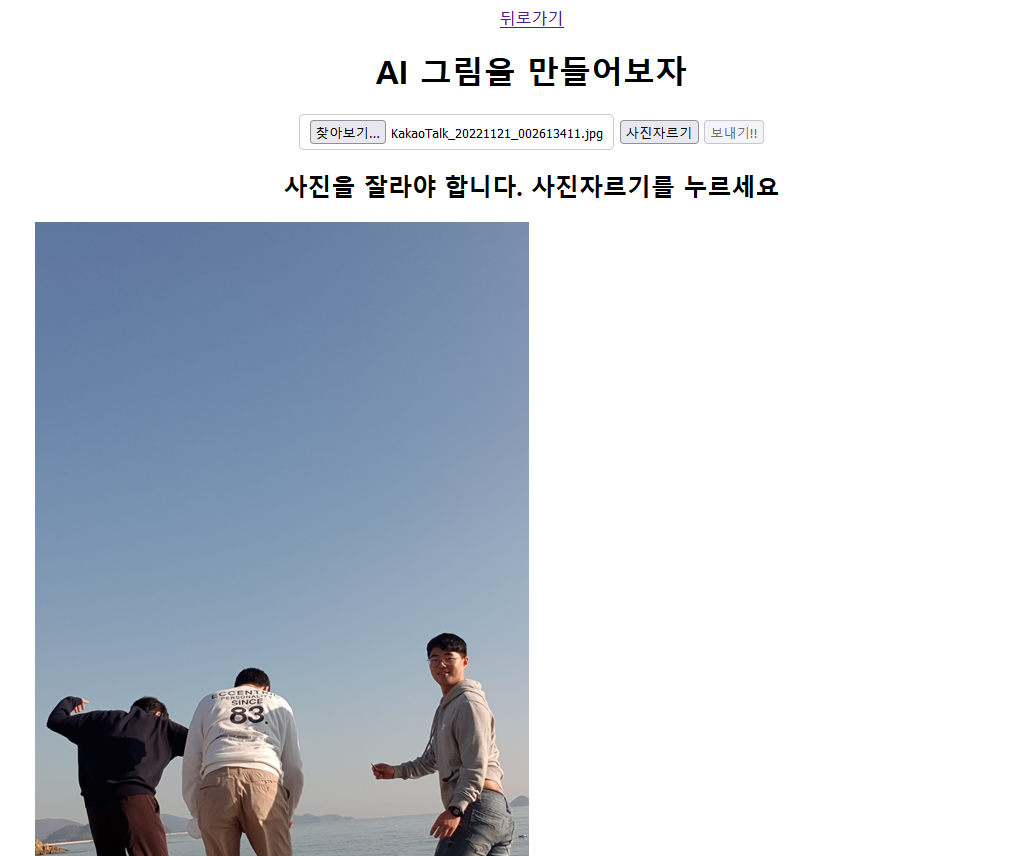 뒤로가기
AI 그림을 만들어보자
찾아보기... KakaoTalk_20221121_002613411.jpg 사진자르기 보내기!!
사진을 잘라야 합니다. 사진자르기를 누르세요
PERSONALITY
SINCE
83.